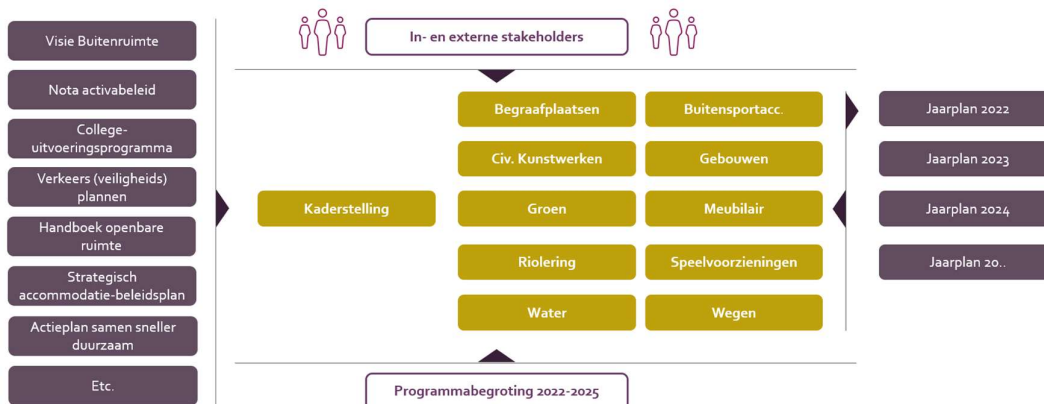 Visie Buitenruimte
Nota activabeleid
College-
uitvoeringsprogramma
Verkeers (veiligheids)
plannen
Handboek openbare
ruimte
Strategisch
accommodatie-beleidsplan
Actieplan samen sneller
duurzaam
Etc.
In- en externe stakeholders
Kaderstelling
Begraafplaatsen
Buitensportacc.
Civ. Kunstwerken
Gebouwen
Groen
Meubilair
Riolering
Speelvoorzieningen
Water
Wegen
Programmabegroting 2022-2025
Jaarplan 2022
Jaarplan 2023
Jaarplan 2024
Jaarplan 20..